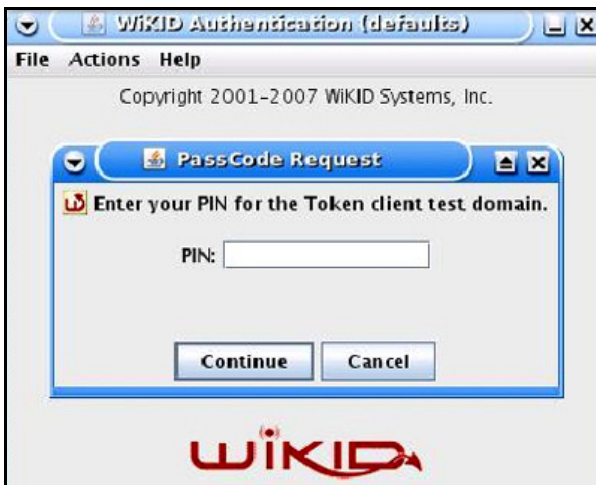 WiKID Authentication (defaults)
File Actions Help
Copyright 2001-2007 WiKID Systems, Inc.
PassCode Request
Enter your PIN for the Token client test domain.
PIN:
Continue Cancel
WiKID